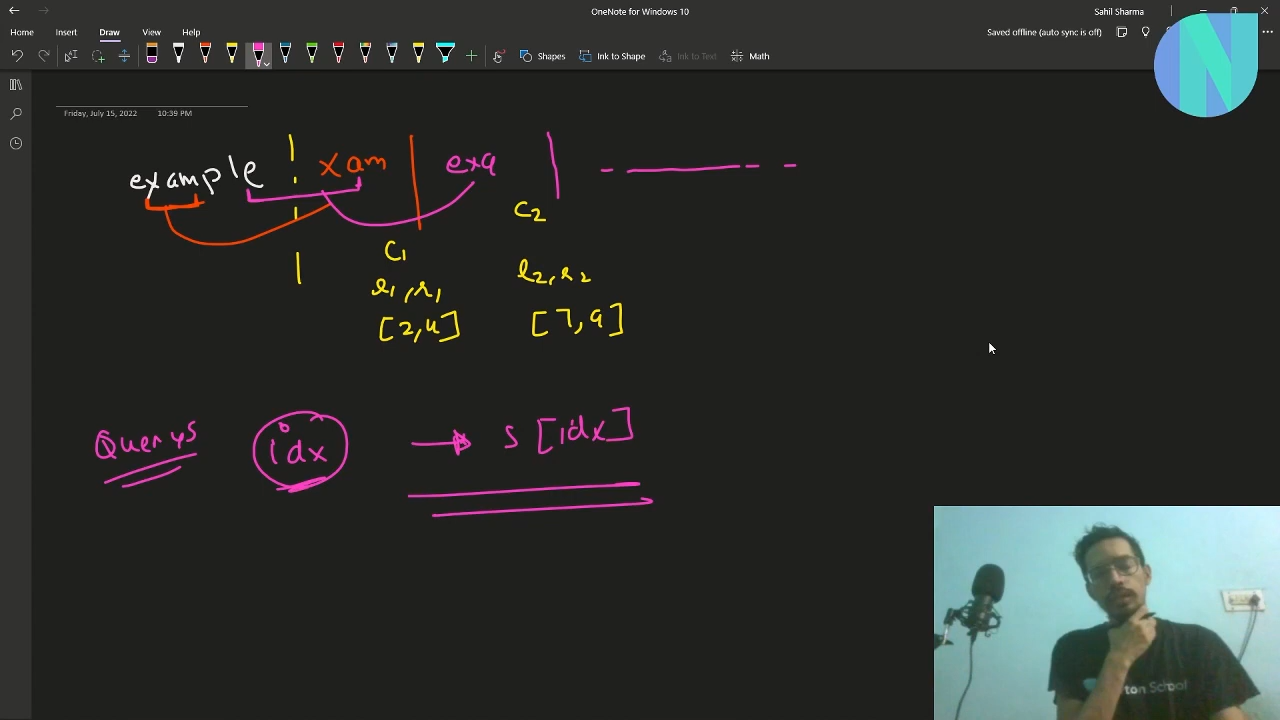 OneNote for Windows 10
Sahil Sharma
Home Insert Draw View Help
Saved offline (auto sync is off)
Shapes Ink to Shape Ink to Text Math
Friday, July 15, 2022 10:39 PM
example xam exa
C2
C1
l1, r1 l2, r2
[2,4] [7,9]
Querys idx → s [idx]
ton School